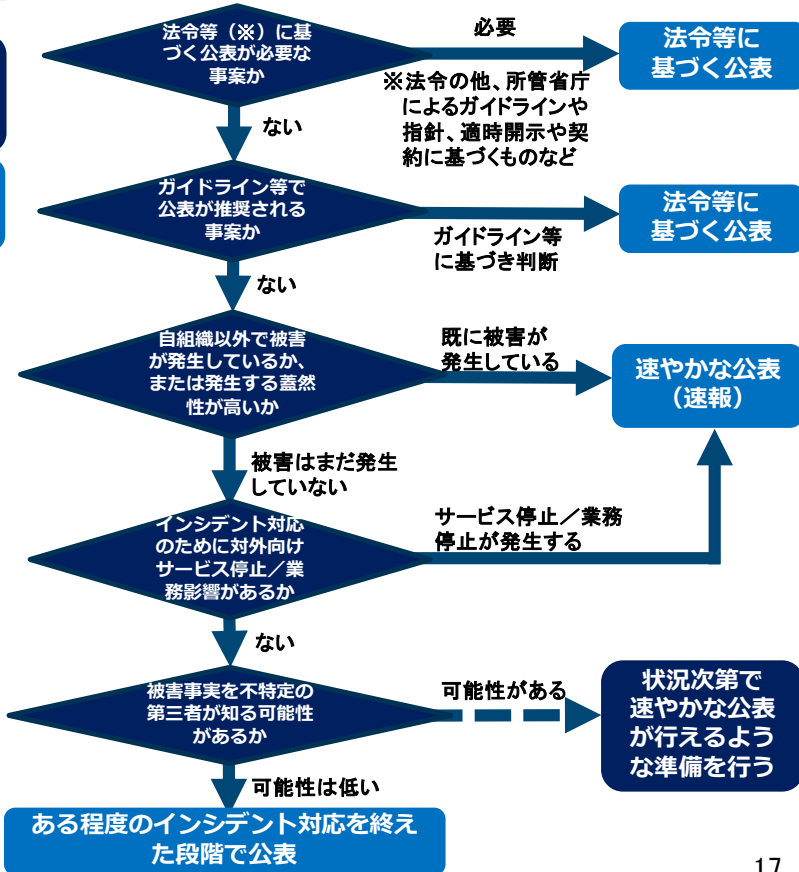 法令等（※）に基
づく公表が必要な
事案か
必要
法令等に
基づく公表
※法令の他、所管省庁
によるガイドラインや
指針、適時開示や契
約に基づくものなど
ない
ガイドライン等で
公表が推奨される
事案か
法令等に
基づく公表
ガイドライン等
に基づき判断
ない
自組織以外で被害
が発生しているか、
または発生する蓋然
性が高いか
既に被害が
発生している
速やかな公表
（速報）
被害はまだ発生
していない
インシデント対応
のために対外向け
サービス停止／業
務影響があるか
サービス停止／業務
停止が発生する
ない
被害事実を不特定の
第三者が知る可能性
があるか
可能性がある
状況次第で
速やかな公表
が行えるよう
な準備を行う
可能性は低い
ある程度のインシデント対応を終え
た段階で公表
17